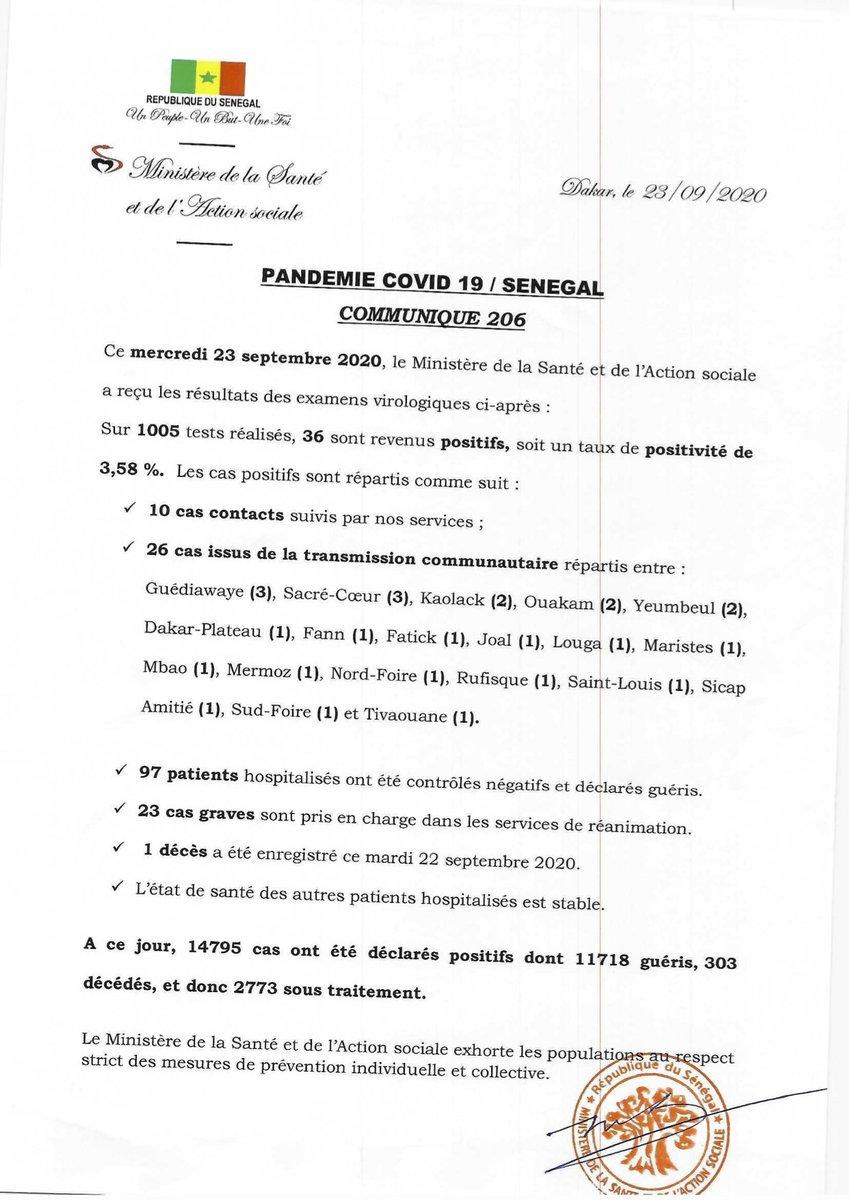 REPUBLIQUE DU SENEGAL
Un Peuple-Un But-Une Foi
Ministère de la Santé
et de l'Action sociale
Dakar, le 23/09/2020
PANDEMIE COVID 19 / SENEGAL
COMMUNIQUE 206
Ce mercredi 23 septembre 2020, le Ministère de la Santé et de l'Action sociale
a reçu les résultats des examens virologiques ci-après :
Sur 1005 tests réalisés, 36 sont revenus positifs, soit un taux de positivité de
3,58 %. Les cas positifs sont répartis comme suit :
✓ 10 cas contacts suivis par nos services ;
✓ 26 cas issus de la transmission communautaire répartis entre :
Guédiawaye (3), Sacré-Cœur (3), Kaolack (2), Ouakam (2), Yeumbeul (2),
Dakar-Plateau (1), Fann (1), Fatick (1), Joal (1), Louga (1), Maristes (1),
Mbao (1), Mermoz (1), Nord-Foire (1), Rufisque (1), Saint-Louis (1), Sicap
Amitié (1), Sud-Foire (1) et Tivaouane (1).
✓ 97 patients hospitalisés ont été contrôlés négatifs et déclarés guéris.
✓ 23 cas graves sont pris en charge dans les services de réanimation.
✓ 1 décès a été enregistré ce mardi 22 septembre 2020.
✓ L'état de santé des autres patients hospitalisés est stable.
A ce jour, 14795 cas ont été déclarés positifs dont 11718 guéris, 303
décédés, et donc 2773 sous traitement.
Le Ministère de la Santé et de l'Action sociale exhorte les populations au respect
strict des mesures de prévention individuelle et collective.
République du Sénégal
MINISTERE DE LA SANTE ET DE L'ACTION SOCIALE